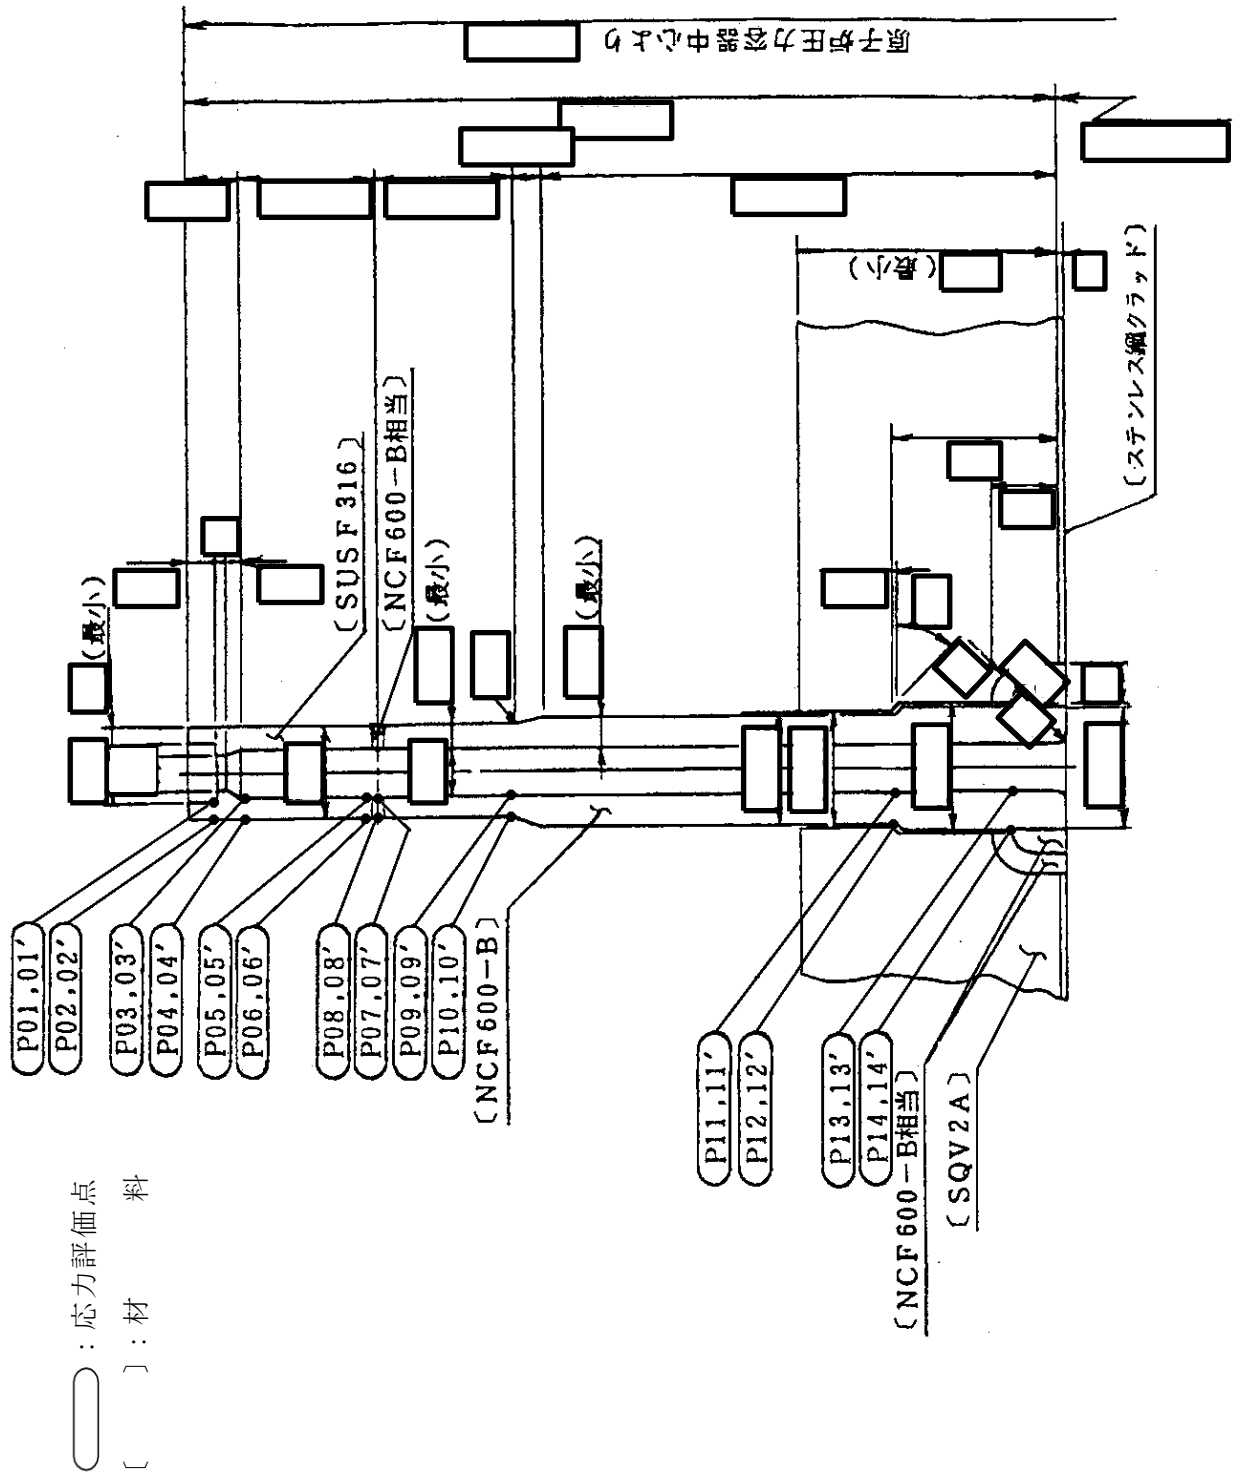 原子炉圧力容器中心より
(最小)
(ステンレス鋼クラッド)
(最小)
(SUSF316)
(NCF600-B相当)
(最小)
(最小)
P01,01′
P02,02′
P03,03′
P04,04′
P05,05′
P06,06′
P08,08′
P07,07′
P09,09′
P10,10′
(NCF600-B)
P11,11′
P12,12′
P13,13′
P14,14′
(NCF600-B相当)
(SQV2A)
：応力評価点
〔 〕：材 料